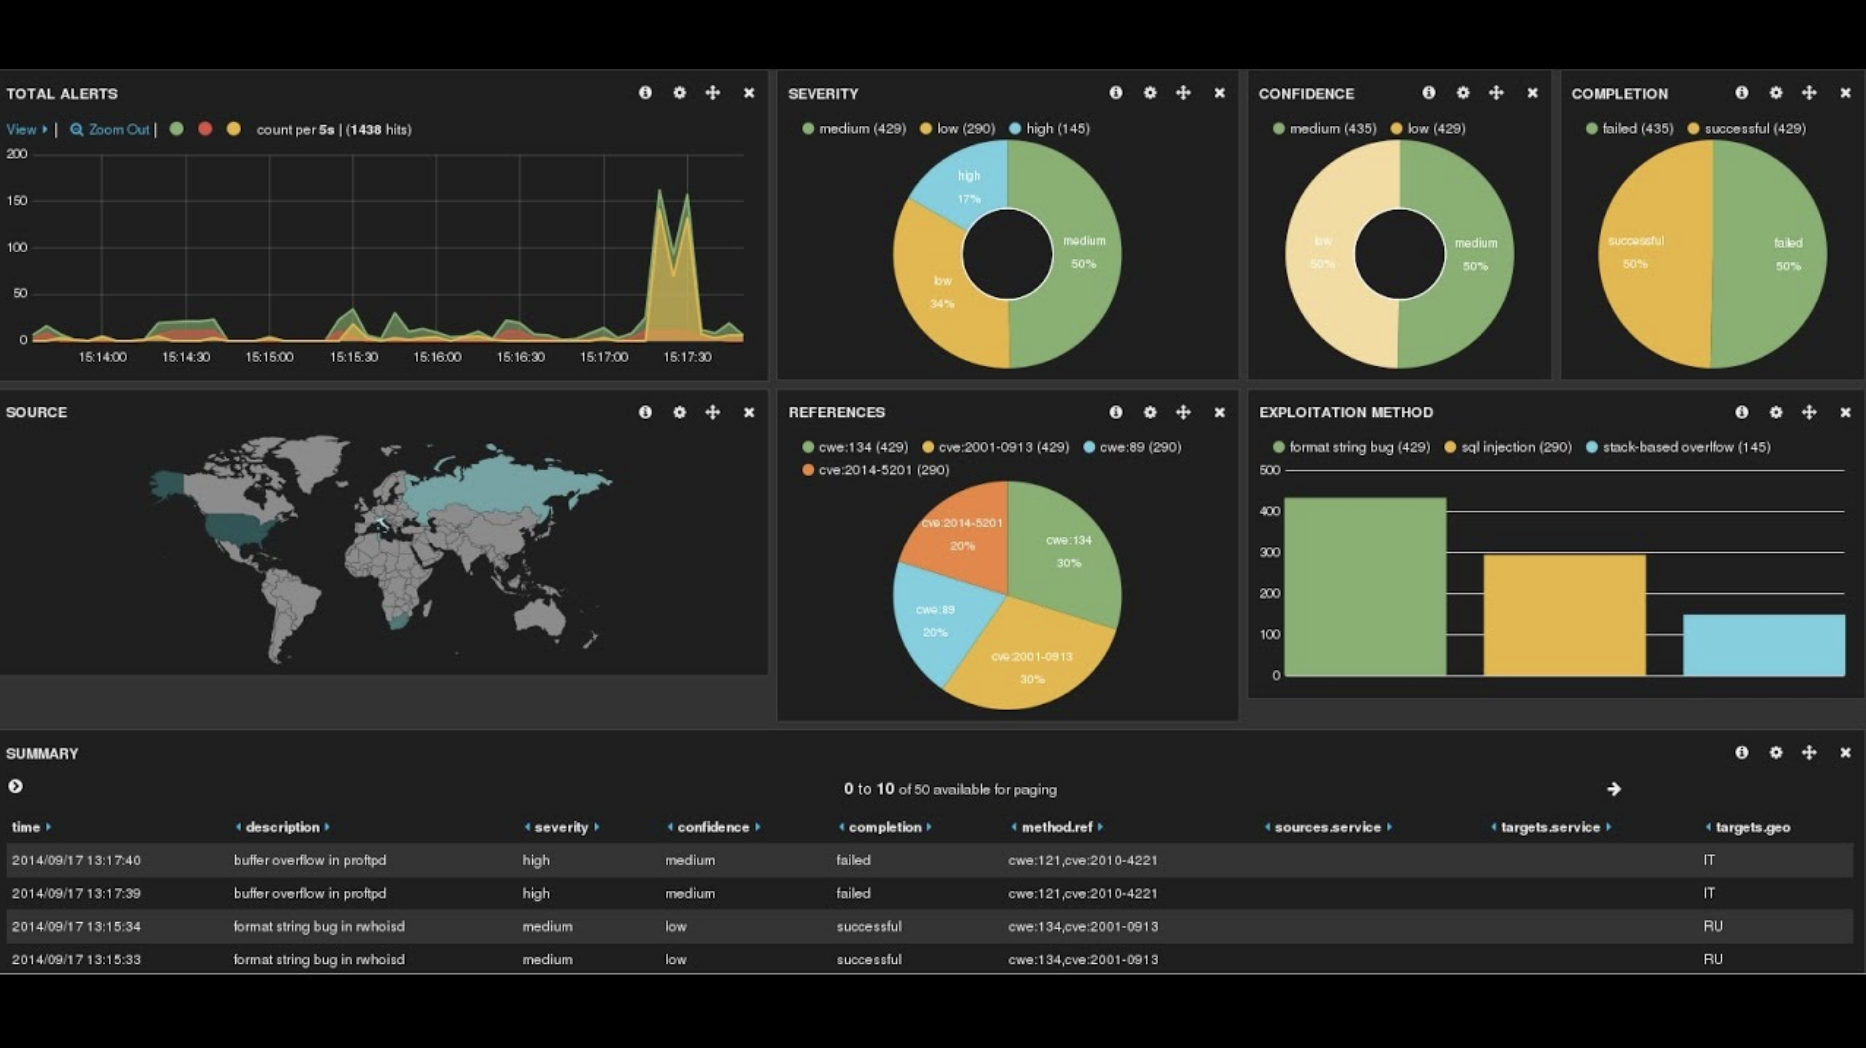 TOTAL ALERTS
View | Zoom Out | count per 5s | (1438 hits)
200
150
100
50
0
15:14:00 15:14:30 15:15:00 15:15:30 15:16:00 15:16:30 15:17:00 15:17:30
SEVERITY
medium (429) low (290) high (145)
high
17%
medium
50%
low
34%
CONFIDENCE
medium (435) low (429)
low
50%
medium
50%
COMPLETION
failed (435) successful (429)
successful
50%
failed
50%
SOURCE
REFERENCES
cwe:134 (429) cve:2001-0913 (429) cwe:89 (290)
cve:2014-5201 (290)
cve:2014-5201
20%
cwe:134
30%
cwe:89
20%
cve:2001-0913
30%
EXPLOITATION METHOD
format string bug (429) sql injection (290) stack-based overlfow (145)
500
400
300
200
100
0
SUMMARY
0 to 10 of 50 available for paging
time description severity confidence completion method.ref sources.service targets.service targets.geo
2014/09/17 13:17:40 buffer overflow in proftpd high medium failed cwe:121,cve:2010-4221 IT
2014/09/17 13:17:39 buffer overflow in proftpd high medium failed cwe:121,cve:2010-4221 IT
2014/09/17 13:15:34 format string bug in rwhoisd medium low successful cwe:134,cve:2001-0913 RU
2014/09/17 13:15:33 format string bug in rwhoisd medium low successful cwe:134,cve:2001-0913 RU